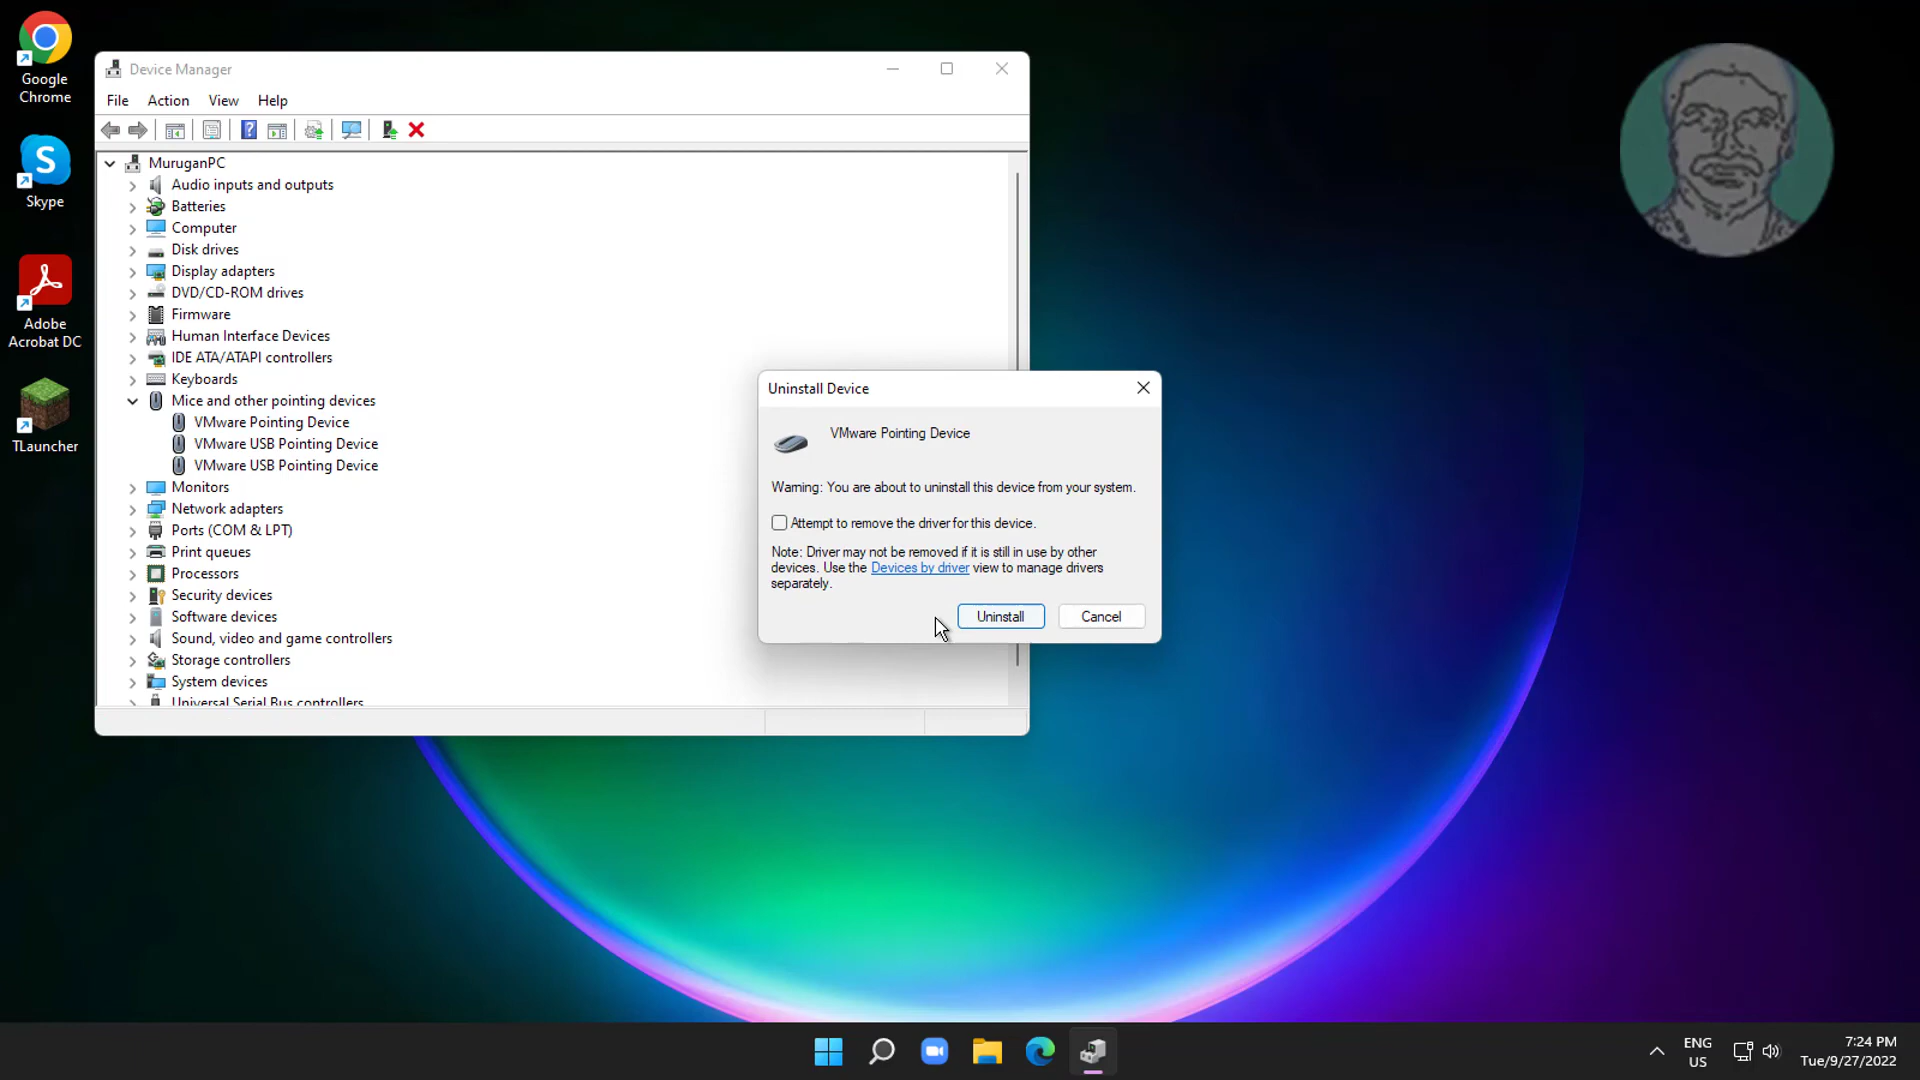 Google
Chrome
Skype
Adobe
Acrobat DC
TLauncher
Device Manager
File Action View Help
MuruganPC
Audio inputs and outputs
Batteries
Computer
Disk drives
Display adapters
DVD/CD-ROM drives
Firmware
Human Interface Devices
IDE ATA/ATAPI controllers
Keyboards
Mice and other pointing devices
VMware Pointing Device
VMware USB Pointing Device
VMware USB Pointing Device
Monitors
Network adapters
Ports (COM & LPT)
Print queues
Processors
Security devices
Software devices
Sound, video and game controllers
Storage controllers
System devices
Universal Serial Bus controllers
Uninstall Device
VMware Pointing Device
Warning: You are about to uninstall this device from your system.
Attempt to remove the driver for this device.
Note: Driver may not be removed if it is still in use by other
devices. Use the Devices by driver view to manage drivers
separately.
Uninstall Cancel
ENG
US
7:24 PM
Tue/9/27/2022